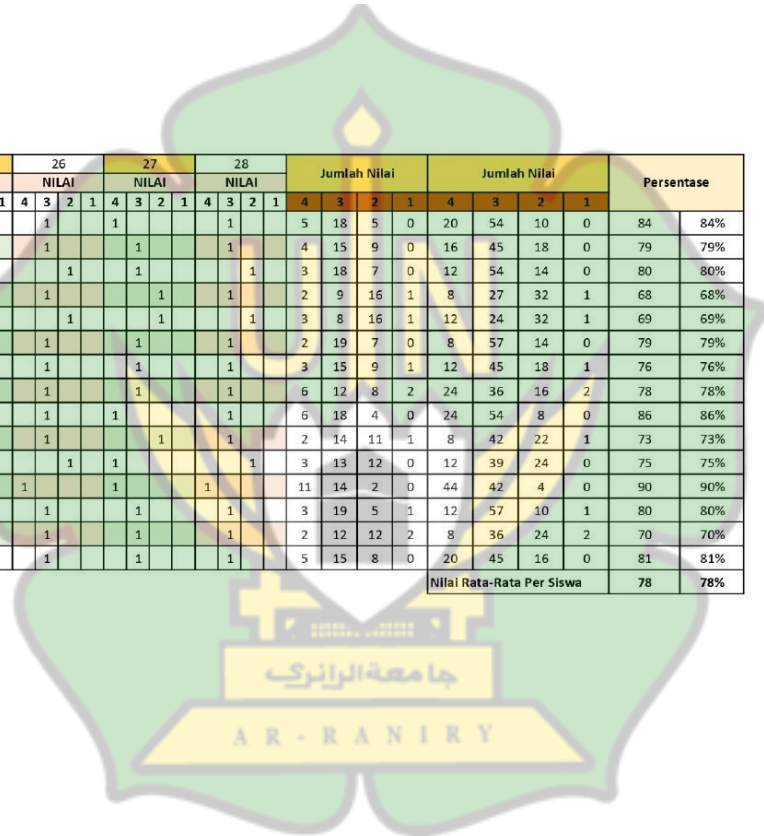 26 27 28 Jumlah Nilai Jumlah Nilai Persentase
NILAI NILAI NILAI
1 4 3 2 1 4 3 2 1 4 3 2 1 4 3 2 1 4 3 2 1
1 1 1 5 18 5 0 20 54 10 0 84 84%
1 1 1 4 15 9 0 16 45 18 0 79 79%
1 1 1 3 18 7 0 12 54 14 0 80 80%
1 1 1 2 9 16 1 8 27 32 1 68 68%
1 1 1 3 8 16 1 12 24 32 1 69 69%
1 1 1 2 19 7 0 8 57 14 0 79 79%
1 1 1 3 15 9 1 12 45 18 1 76 76%
1 1 1 6 12 8 2 24 36 16 2 78 78%
1 1 1 6 18 4 0 24 54 8 0 86 86%
1 1 1 2 14 11 1 8 42 22 1 73 73%
1 1 1 3 13 12 0 12 39 24 0 75 75%
1 1 1 11 14 2 0 44 42 4 0 90 90%
1 1 1 3 19 5 1 12 57 10 1 80 80%
1 1 1 2 12 12 2 8 36 24 2 70 70%
1 1 1 5 15 8 0 20 45 16 0 81 81%
Nilai Rata-Rata Per Siswa 78 78%
UIN
جامعةالرانري
AR-RANIRY